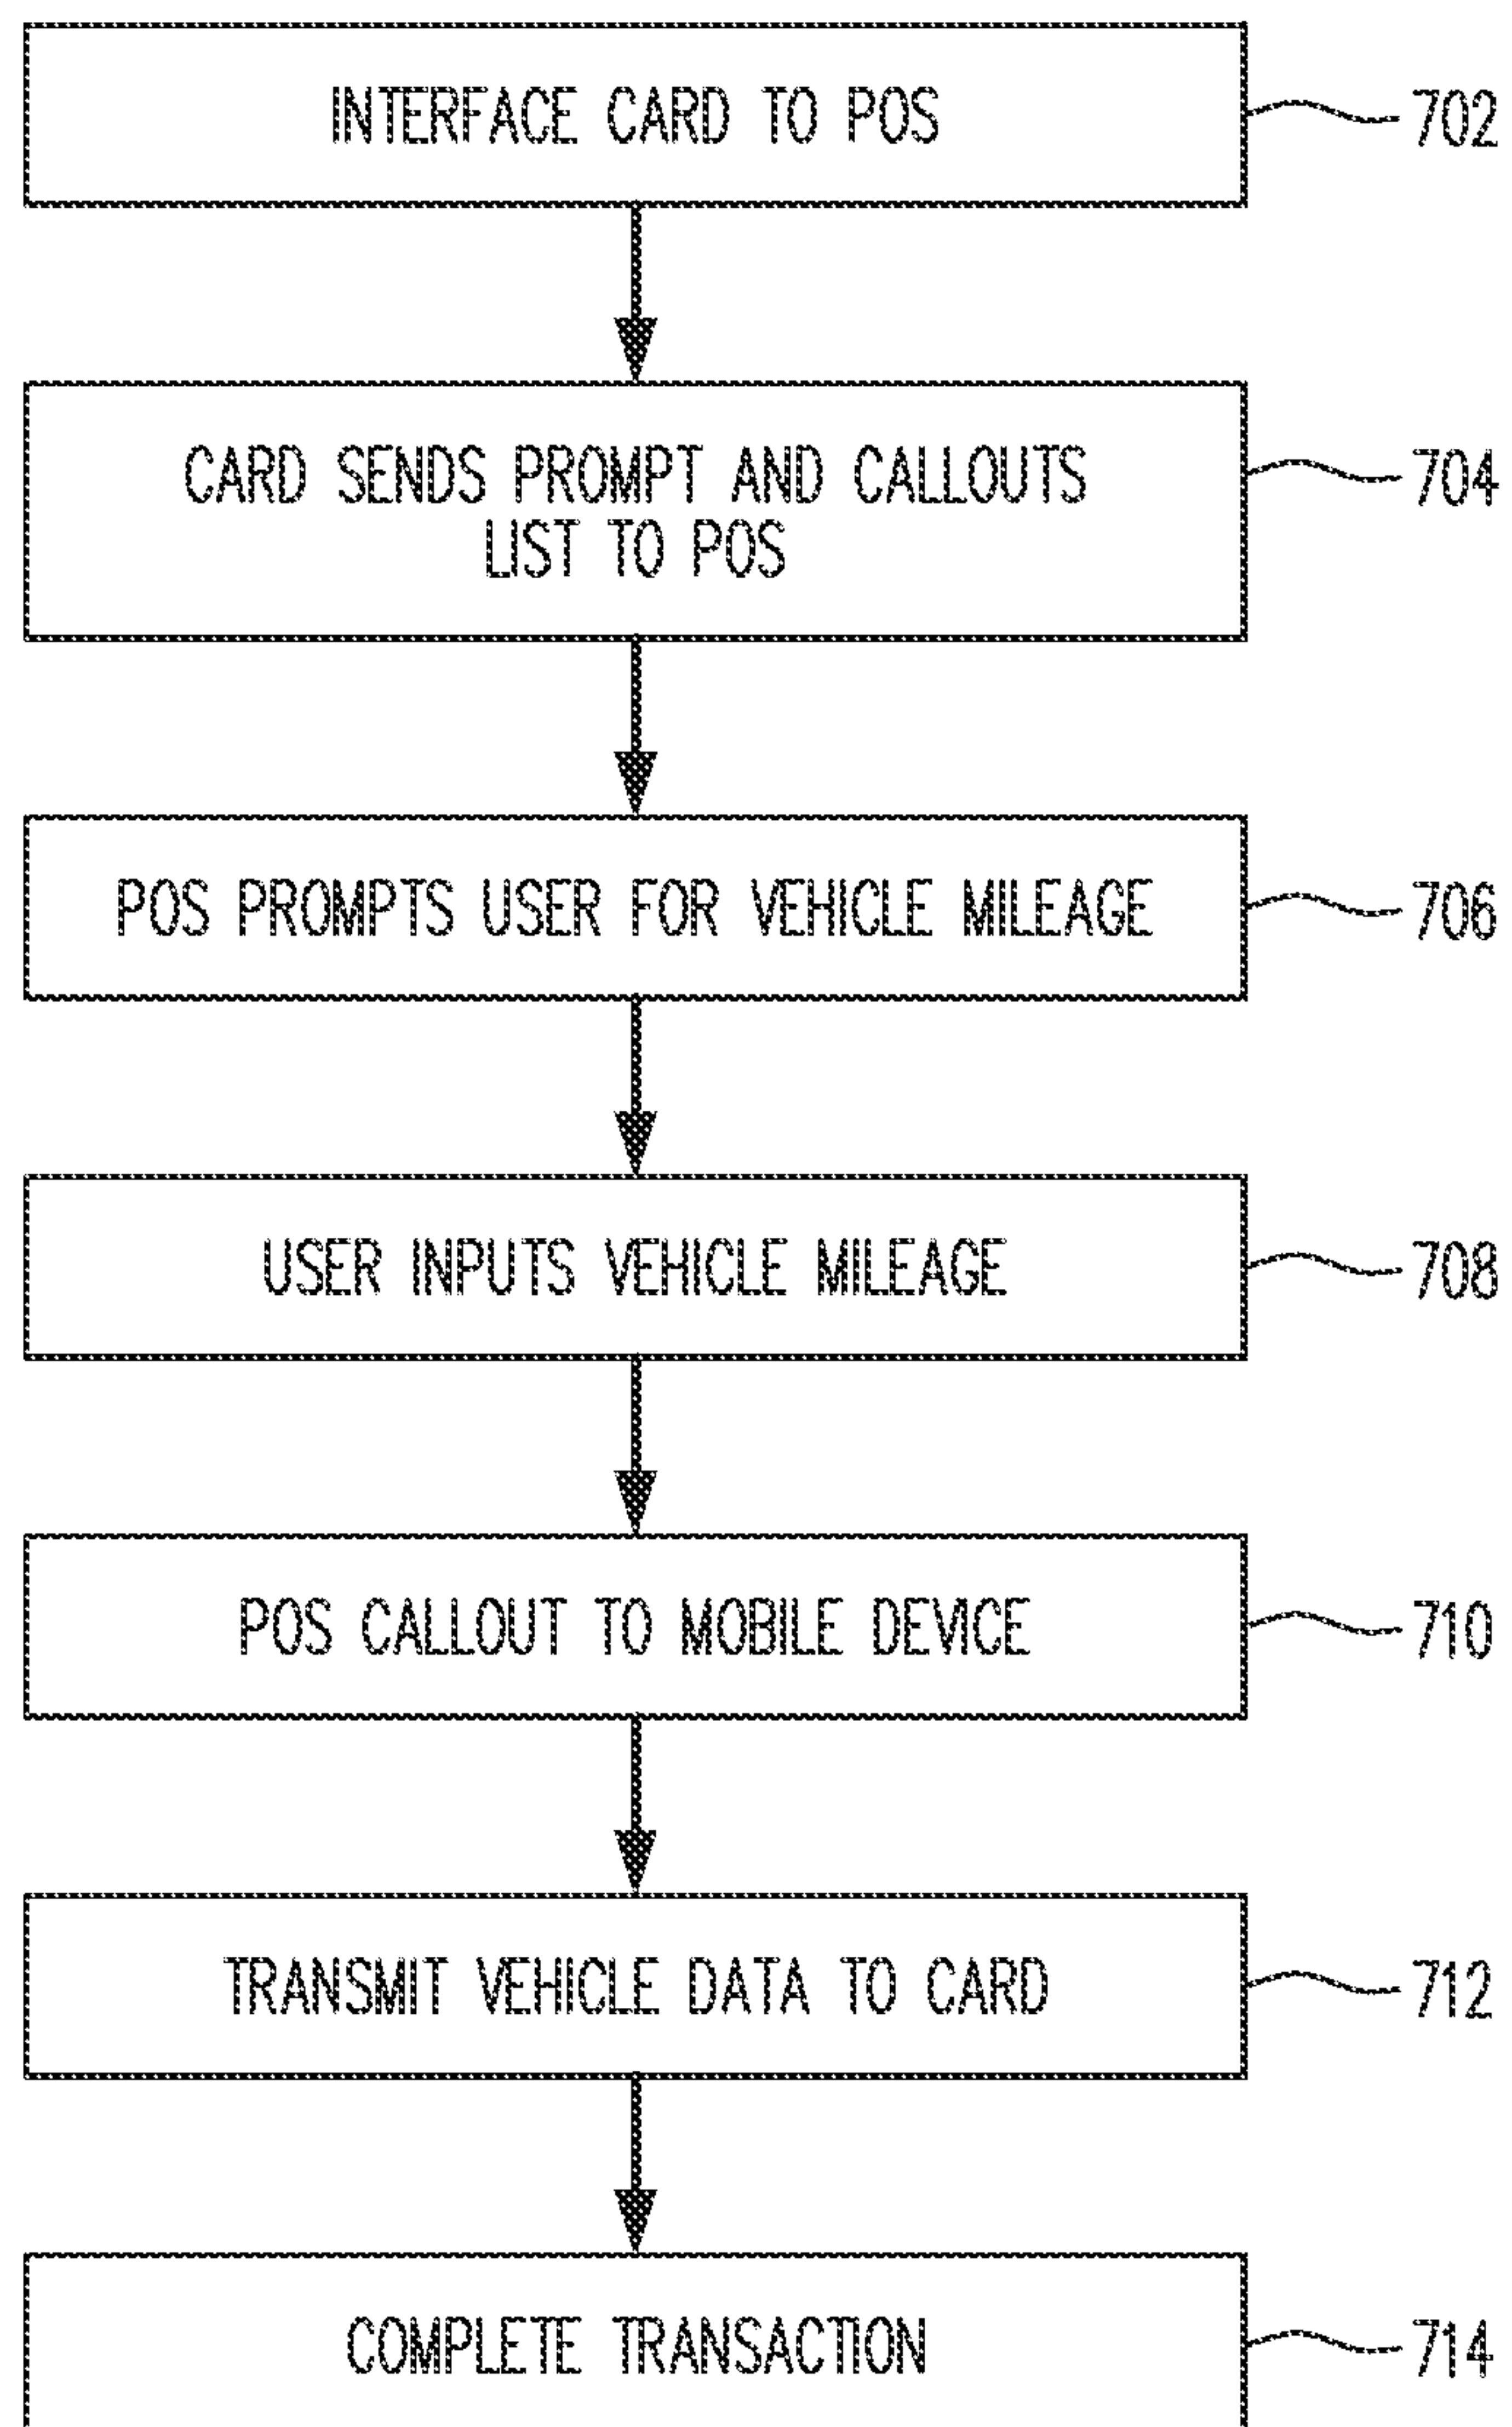 INTERFACE CARD TO POS
702
CARD SENDS PROMPT AND CALLOUTS
LIST TO POS
704
POS PROMPTS USER FOR VEHICLE MILEAGE
706
USER INPUTS VEHICLE MILEAGE
708
POS CALLOUT TO MOBILE DEVICE
710
TRANSMIT VEHICLE DATA TO CARD
712
COMPLETE TRANSACTION
714